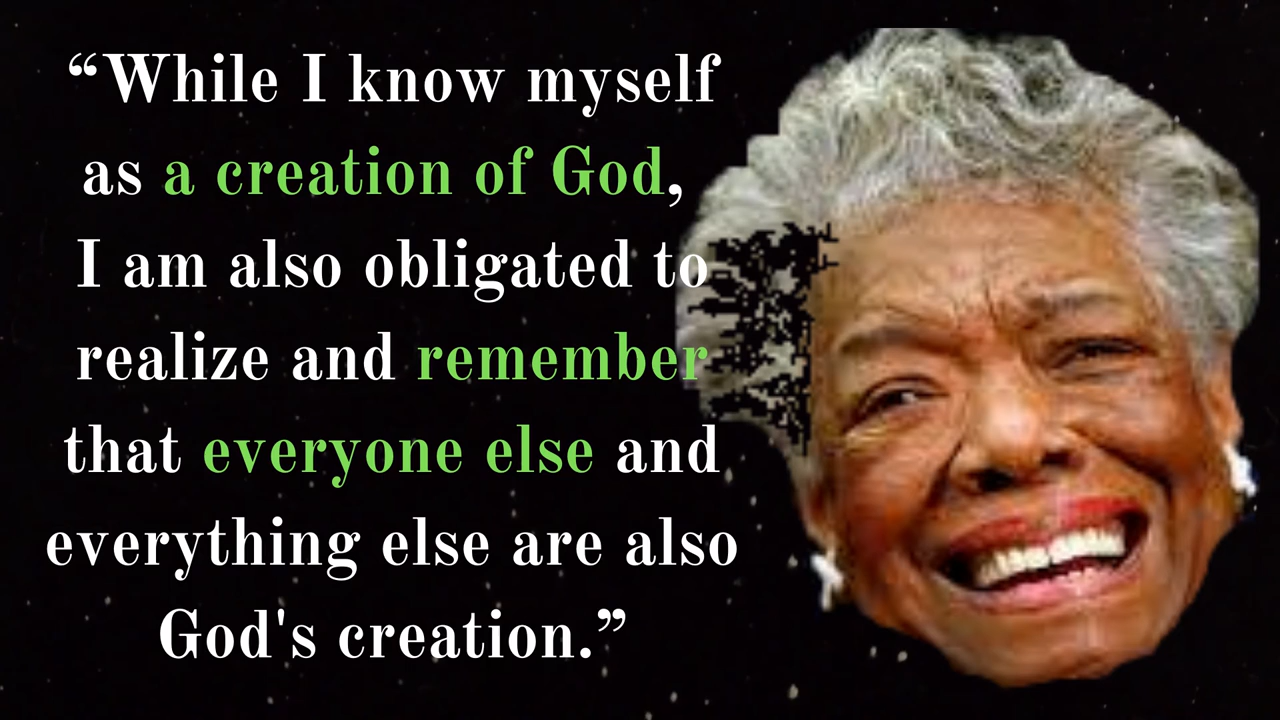 “While I know myself
as a creation of God,
I am also obligated to
realize and remember
that everyone else and
everything else are also
God's creation.”